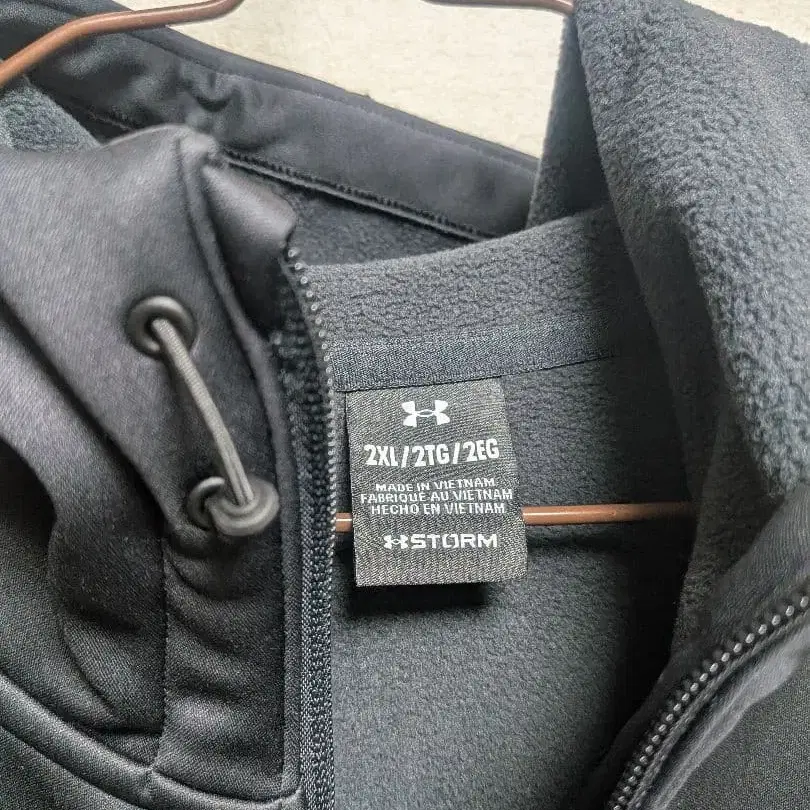 2XL/2TG/2EG
MADE IN VIETNAM
FABRIQUE AU VIETNAM
HECHO EN VIETNAM
STORM